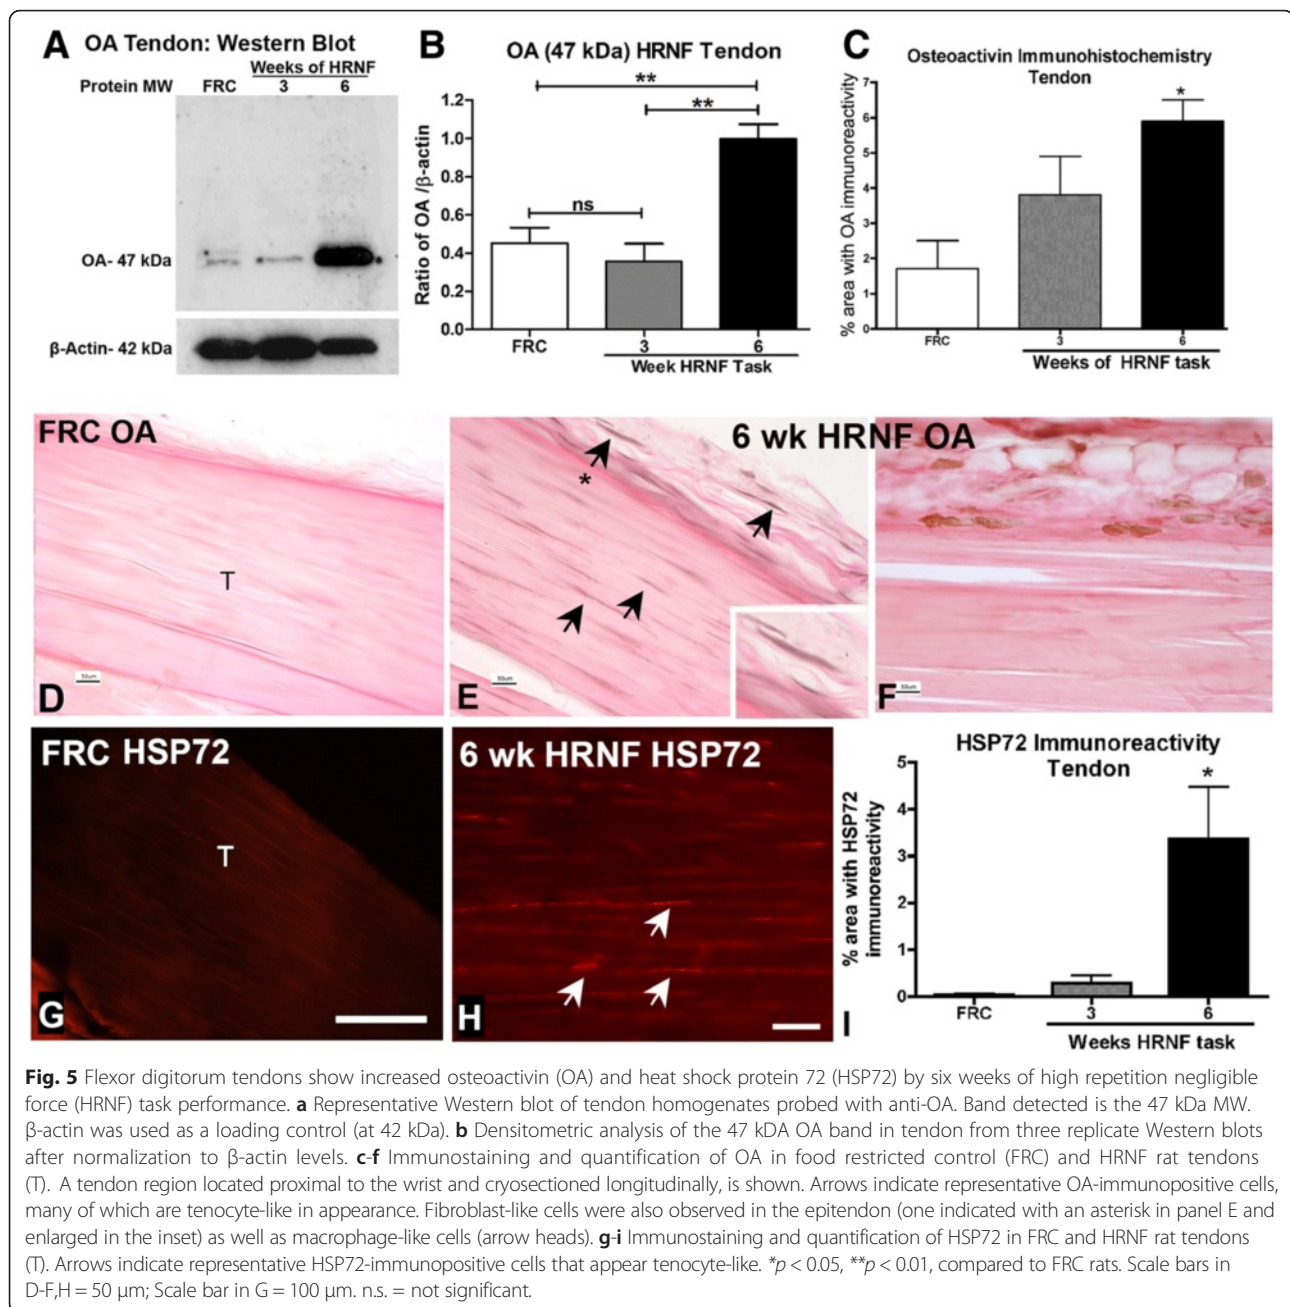 A OA Tendon: Western Blot
Weeks of HRNF
Protein MW FRC 3 6
OA- 47 kDa
β-Actin- 42 kDa
B OA (47 kDa) HRNF Tendon
**
**
ns
Ratio of OA /β-actin
1.2
1.0
0.8
0.6
0.4
0.2
0.0
FRC 3 6
Week HRNF Task
C Osteoactivin Immunohistochemistry
Tendon
*
% area with OA immunoreactivity
7
6
5
4
3
2
1
0
FRC 3 6
Weeks of HRNF task
FRC OA
T
50um
D
6 wk HRNF OA
*
50um
E
50um
F
FRC HSP72
T
G
6 wk HRNF HSP72
H
HSP72 Immunoreactivity
Tendon
*
% area with HSP72
immunoreactivity
5
4
3
2
1
0
FRC 3 6
Weeks HRNF task
I
Fig. 5 Flexor digitorum tendons show increased osteoactivin (OA) and heat shock protein 72 (HSP72) by six weeks of high repetition negligible
force (HRNF) task performance. a Representative Western blot of tendon homogenates probed with anti-OA. Band detected is the 47 kDa MW.
β-actin was used as a loading control (at 42 kDa). b Densitometric analysis of the 47 kDA OA band in tendon from three replicate Western blots
after normalization to β-actin levels. c-f Immunostaining and quantification of OA in food restricted control (FRC) and HRNF rat tendons
(T). A tendon region located proximal to the wrist and cryosectioned longitudinally, is shown. Arrows indicate representative OA-immunopositive cells,
many of which are tenocyte-like in appearance. Fibroblast-like cells were also observed in the epitendon (one indicated with an asterisk in panel E and
enlarged in the inset) as well as macrophage-like cells (arrow heads). g-i Immunostaining and quantification of HSP72 in FRC and HRNF rat tendons
(T). Arrows indicate representative HSP72-immunopositive cells that appear tenocyte-like. *p < 0.05, **p < 0.01, compared to FRC rats. Scale bars in
D-F,H = 50 μm; Scale bar in G = 100 μm. n.s. = not significant.